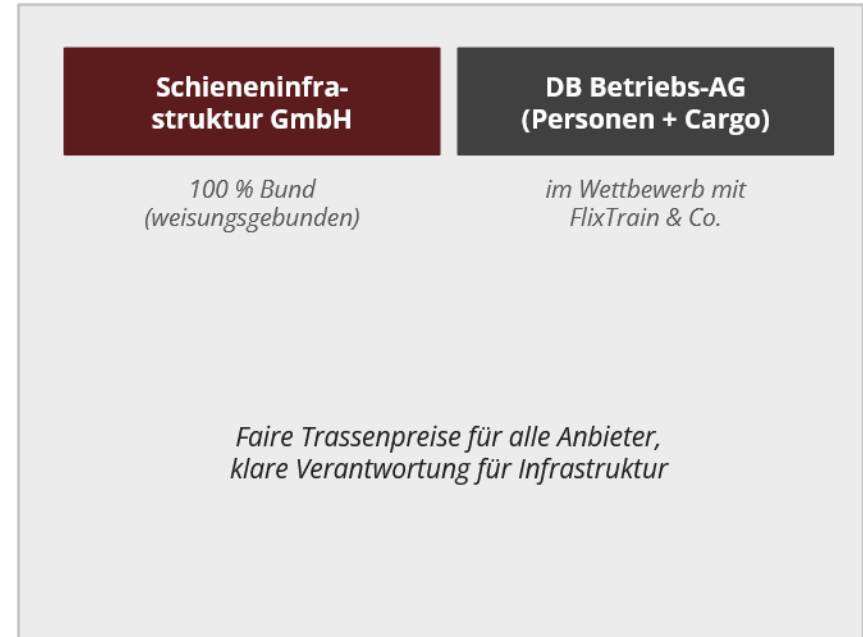 Schieneninfra-
struktur GmbH
DB Betriebs-AG
(Personen + Cargo)
100 % Bund
(weisungsgebunden)
im Wettbewerb mit
FlixTrain & Co.
Faire Trassenpreise für alle Anbieter,
klare Verantwortung für Infrastruktur